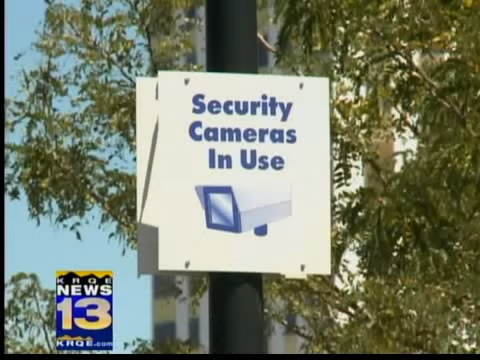 Security
Cameras
In Use
KRQE
NEWS
13
KRQE.com